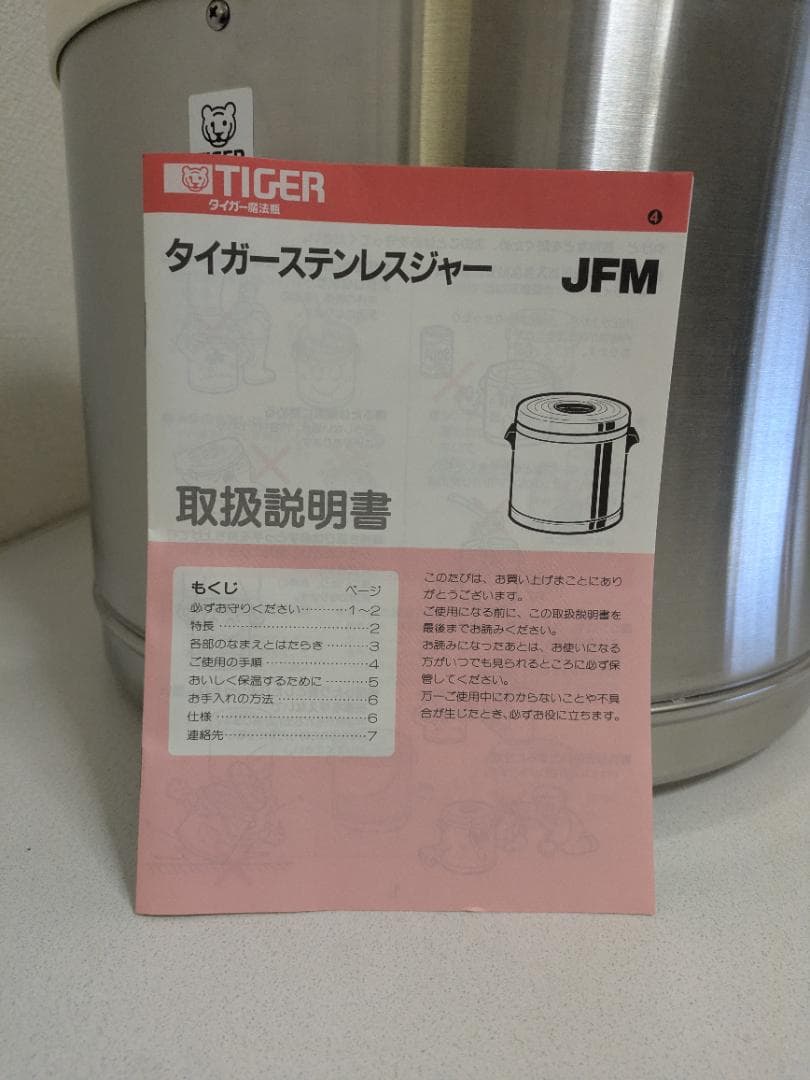 TIGER
TIGER
タイガー魔法瓶
4
タイガーステンレスジャー
JFM
取扱説明書
もくじ ページ
必ずお守りください…………1~2
特長……………………………2
各部のなまえとはたらき………3
ご使用の手順…………………4
おいしく保温するために………5
お手入れの方法………………6
仕様……………………………6
連絡先…………………………7
このたびは、お買い上げまことにあり
がとうございます。
ご使用になる前に、この取扱説明書を
最後までお読みください。
お読みになったあとは、お使いになる
方がいつでも見られるところに必ず保
管してください。
万一ご使用中にわからないことや不具
合が生じたとき、必ずお役に立ちます。